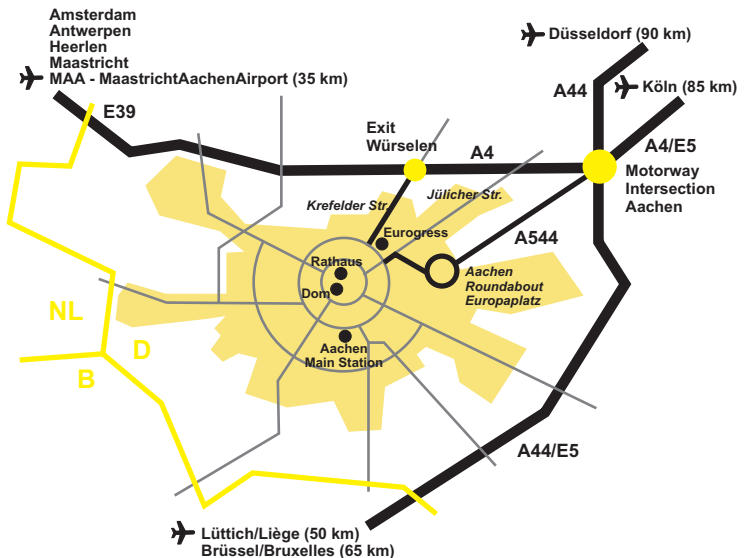 Amsterdam
Antwerpen
Heerlen
Maastricht
MAA - MaastrichtAachenAirport (35 km)
Düsseldorf (90 km)
A44
Köln (85 km)
E39
Exit
Würselen
A4
A4/E5
Motorway
Intersection
Aachen
Krefelder Str.
Jülicher Str.
Eurogress
A544
Rathaus
Dom
Aachen
Roundabout
Europaplatz
NL
D
B
Aachen
Main Station
A44/E5
Lüttich/Liège (50 km)
Brüssel/Bruxelles (65 km)